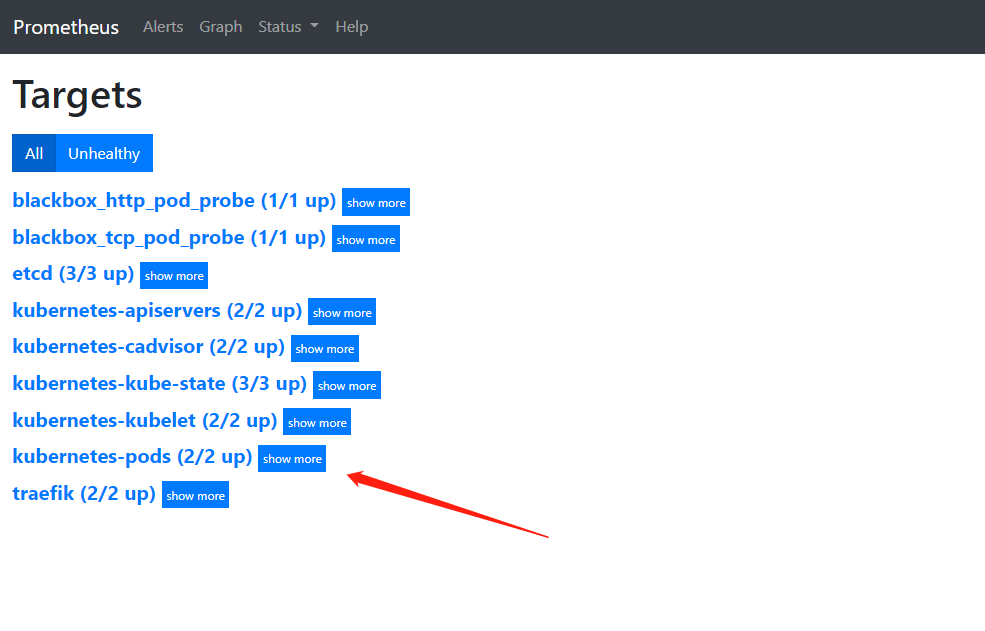 Prometheus Alerts Graph Status Help
Targets
All Unhealthy
blackbox_http_pod_probe (1/1 up) show more
blackbox_tcp_pod_probe (1/1 up) show more
etcd (3/3 up) show more
kubernetes-apiservers (2/2 up) show more
kubernetes-cadvisor (2/2 up) show more
kubernetes-kube-state (3/3 up) show more
kubernetes-kubelet (2/2 up) show more
kubernetes-pods (2/2 up) show more
traefik (2/2 up) show more